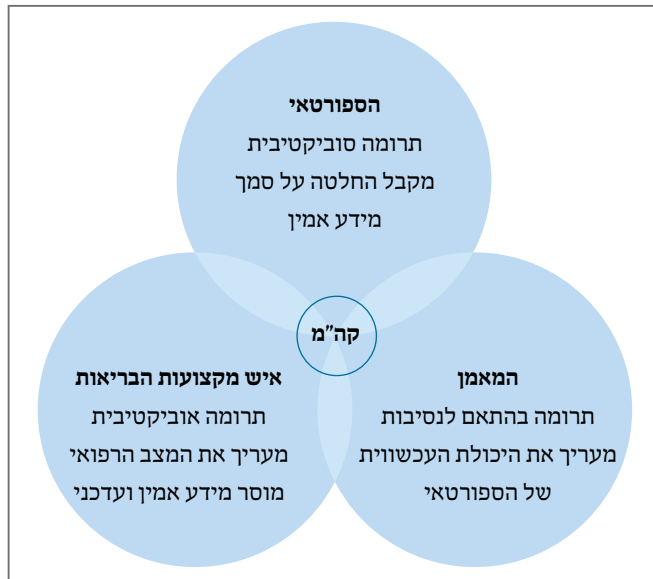 הספורטאי
תרומה סוביקטיבית
מקבל החלטה על סמך
מידע אמין
קה"מ
המאמן
תרומה בהתאם לנסיבות
מעריך את היכולת העכשווית
של הספורטאי
איש מקצועות הבריאות
תרומה אוביקטיבית
מעריך את המצב הרפואי
מוסר מידע אמין ועדכני